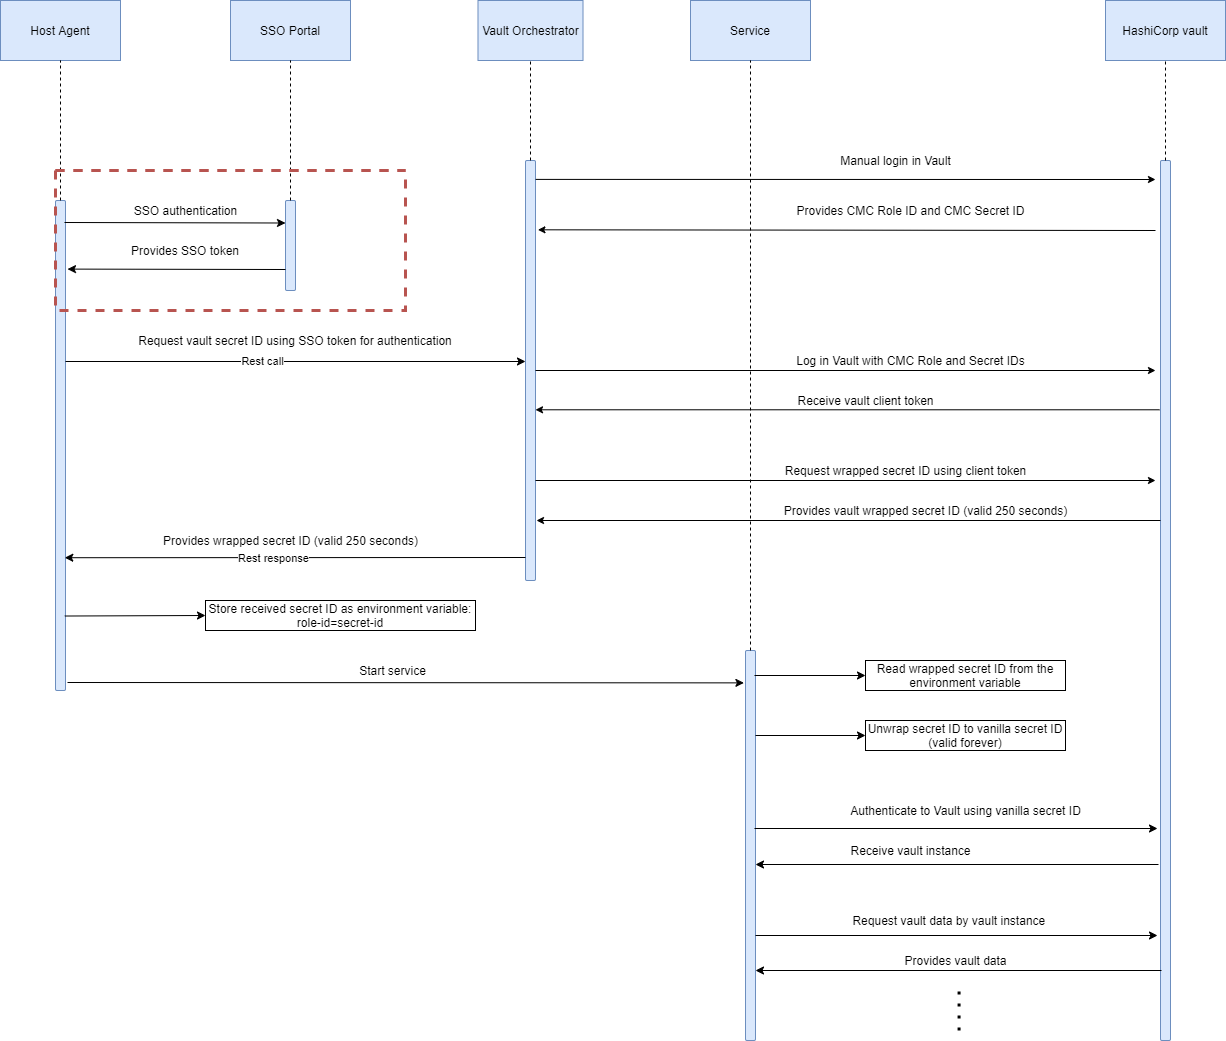 Host Agent
SSO Portal
Vault Orchestrator
Service
HashiCorp vault
Manual login in Vault
SSO authentication
Provides CMC Role ID and CMC Secret ID
Provides SSO token
Request vault secret ID using SSO token for authentication
Rest call
Log in Vault with CMC Role and Secret IDs
Receive vault client token
Request wrapped secret ID using client token
Provides vault wrapped secret ID (valid 250 seconds)
Provides wrapped secret ID (valid 250 seconds)
Rest response
Store received secret ID as environment variable:
role-id=secret-id
Start service
Read wrapped secret ID from the
environment variable
Unwrap secret ID to vanilla secret ID
(valid forever)
Authenticate to Vault using vanilla secret ID
Receive vault instance
Request vault data by vault instance
Provides vault data